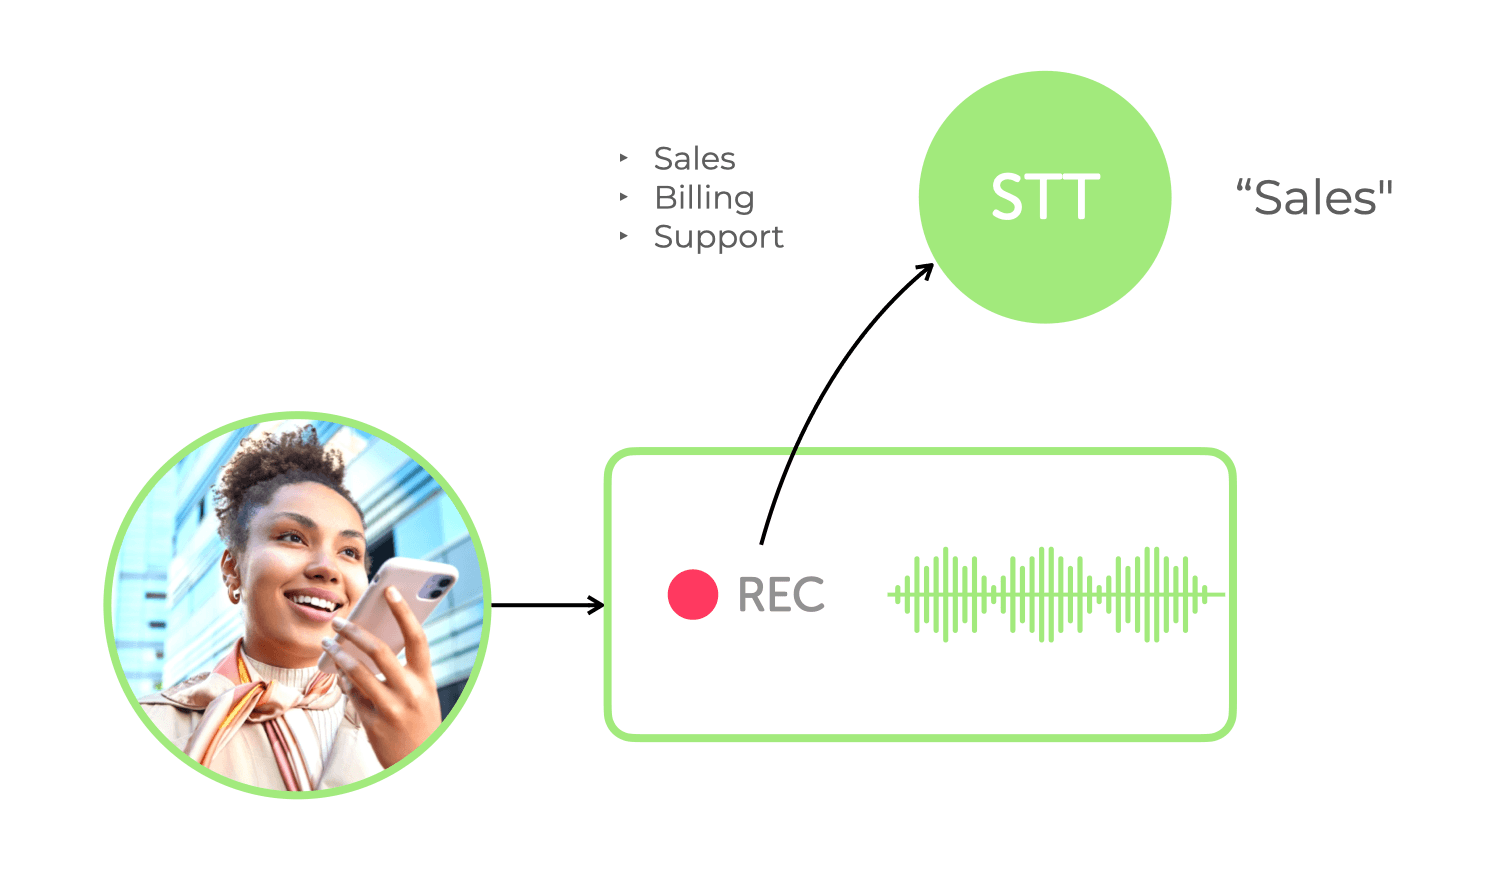 Sales
Billing
Support
STT
“Sales"
REC